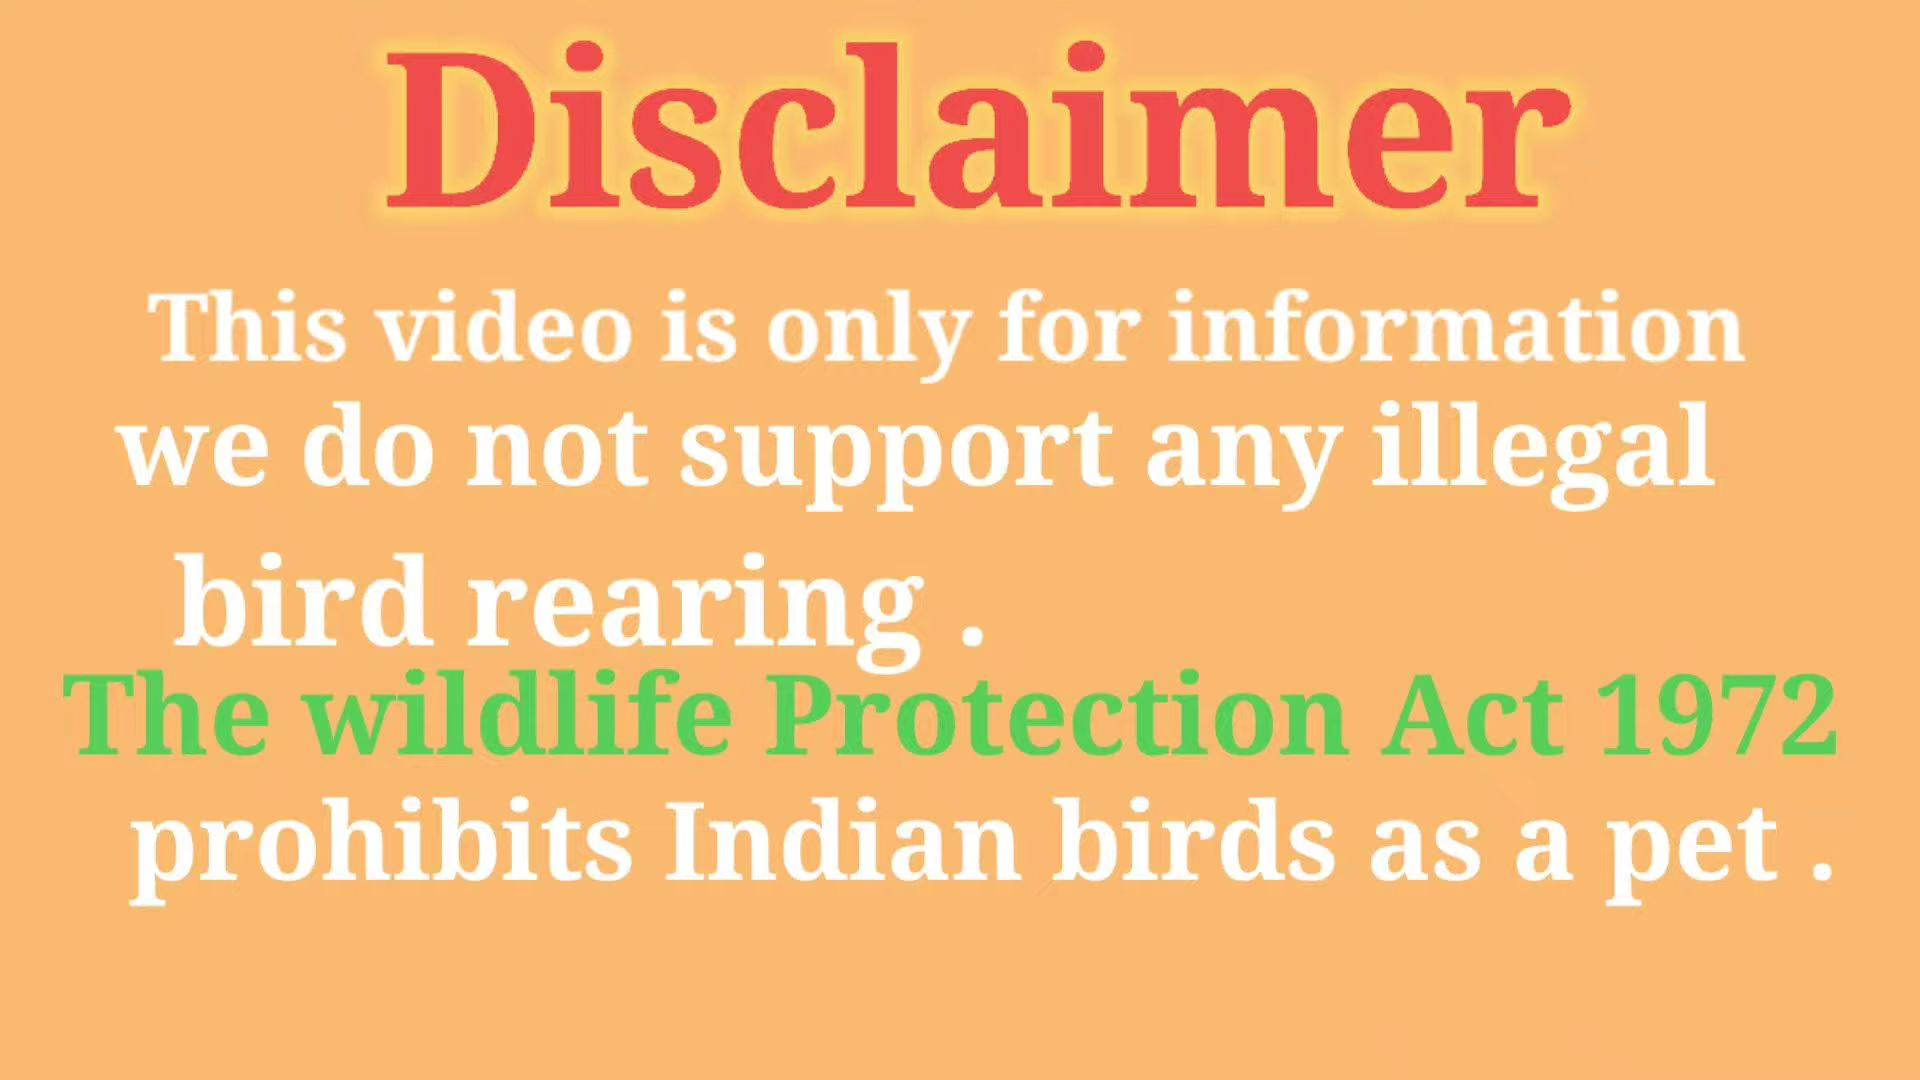 Disclaimer
This video is only for information
we do not support any illegal
bird rearing .
The wildlife Protection Act 1972
prohibits Indian birds as a pet .